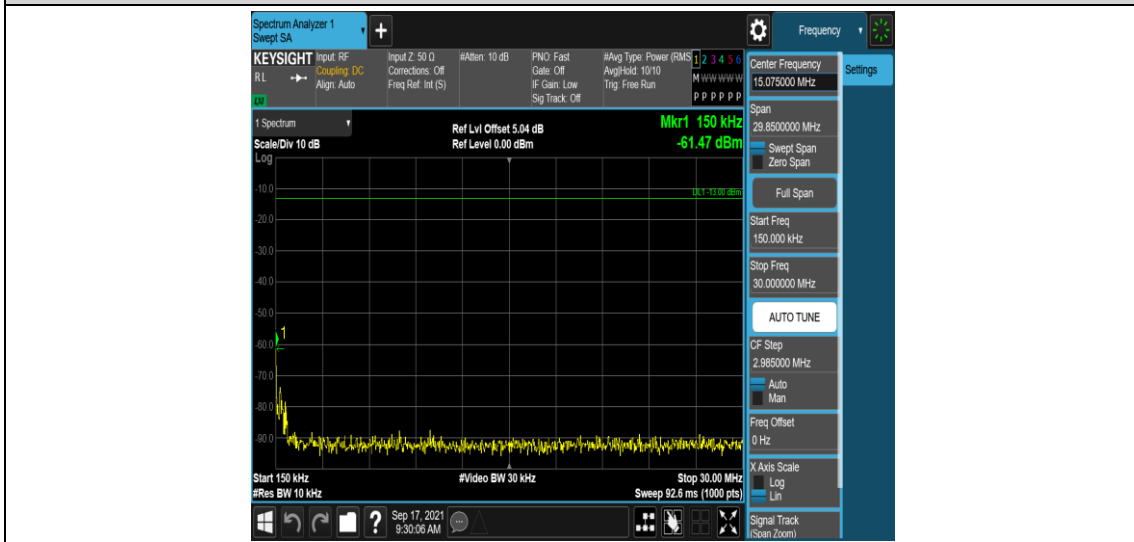 Spectrum Analyzer 1
Swept SA
+
Frequency
KEYSIGHT
RL
LXI
Input: RF
Coupling: DC
Align: Auto
Input Z: 50 Ω
Corrections: Off
Freq Ref: Int (S)
#Atten: 10 dB
PNO: Fast
Gate: Off
IF Gain: Low
Sig Track: Off
#Avg Type: Power (RMS
Avg|Hold: 10/10
Trig: Free Run
1 2 3 4 5 6
M W W W W W
P P P P P P
1 Spectrum
Scale/Div 10 dB
Log
Ref Lvl Offset 5.04 dB
Ref Level 0.00 dBm
Mkr1 150 kHz
-61.47 dBm
DL1 -13.00 dBm
-10.0
-20.0
-30.0
-40.0
-50.0
1
-60.0
-70.0
-80.0
-90.0
Start 150 kHz
#Res BW 10 kHz
#Video BW 30 kHz
Stop 30.00 MHz
Sweep 92.6 ms (1000 pts)
?
Sep 17, 2021
9:30:06 AM
Center Frequency
15.075000 MHz
Settings
Span
29.8500000 MHz
Swept Span
Zero Span
Full Span
Start Freq
150.000 kHz
Stop Freq
30.000000 MHz
AUTO TUNE
CF Step
2.985000 MHz
Auto
Man
Freq Offset
0 Hz
X Axis Scale
Log
Lin
Signal Track
(Span Zoom)